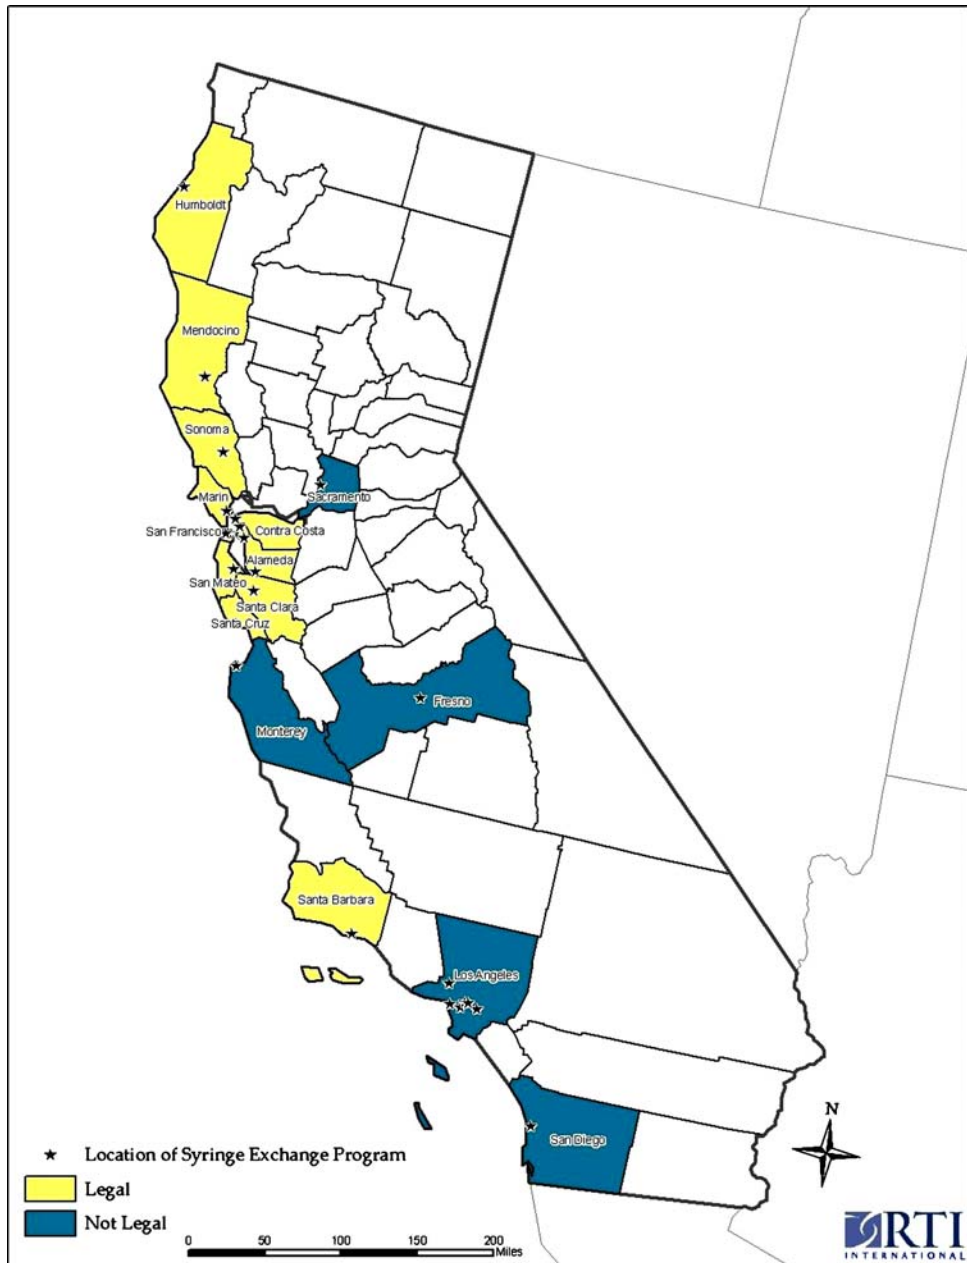 Humboldt
Mendocino
Sonoma
Sacramento
Marin
San Francisco
Contra Costa
Alameda
San Mateo
Santa Clara
Santa Cruz
Fresno
Monterey
Santa Barbara
Los Angeles
San Diego
N
Location of Syringe Exchange Program
Legal
Not Legal
0 50 100 150 200
Miles
RTI
INTERNATIONAL